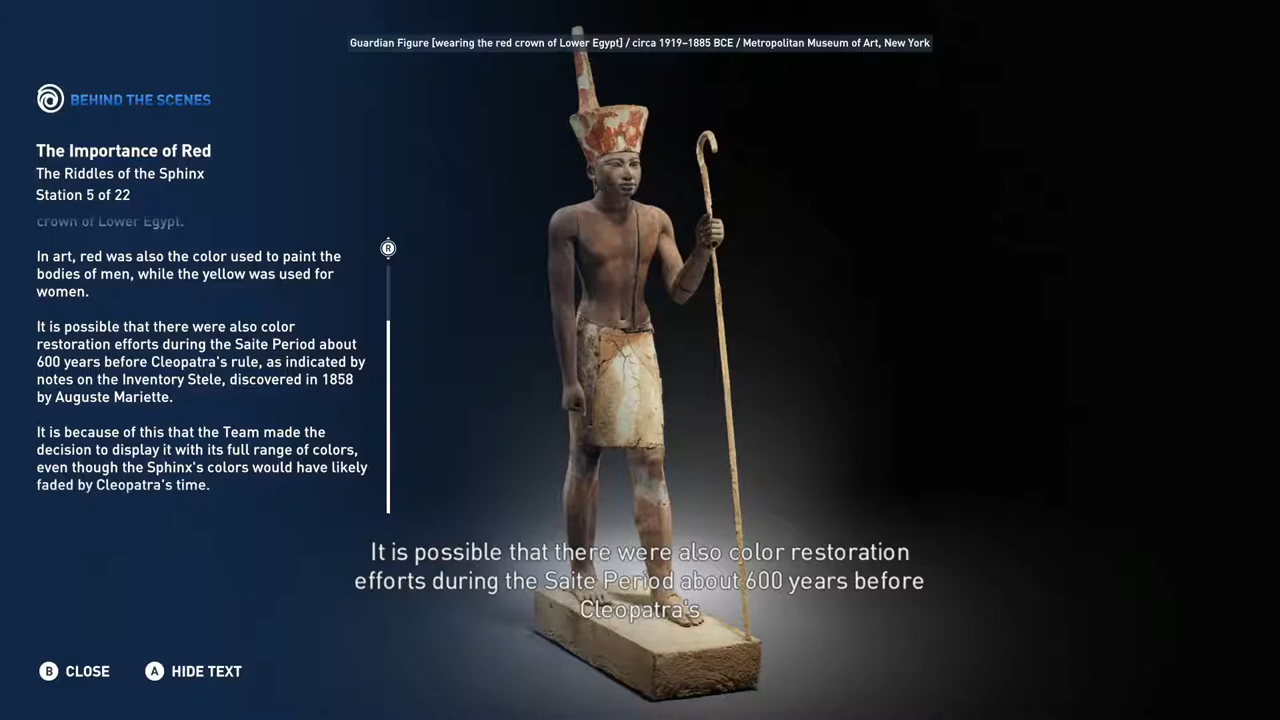 Guardian Figure [wearing the red crown of Lower Egypt] / circa 1919–1885 BCE / Metropolitan Museum of Art, New York
BEHIND THE SCENES
The Importance of Red
The Riddles of the Sphinx
Station 5 of 22
crown of Lower Egypt.
R
In art, red was also the color used to paint the
bodies of men, while the yellow was used for
women.
It is possible that there were also color
restoration efforts during the Saite Period about
600 years before Cleopatra's rule, as indicated by
notes on the Inventory Stele, discovered in 1858
by Auguste Mariette.
It is because of this that the Team made the
decision to display it with its full range of colors,
even though the Sphinx's colors would have likely
faded by Cleopatra's time.
It is possible that there were also color restoration
efforts during the Saite Period about 600 years before
Cleopatra's
B CLOSE A HIDE TEXT